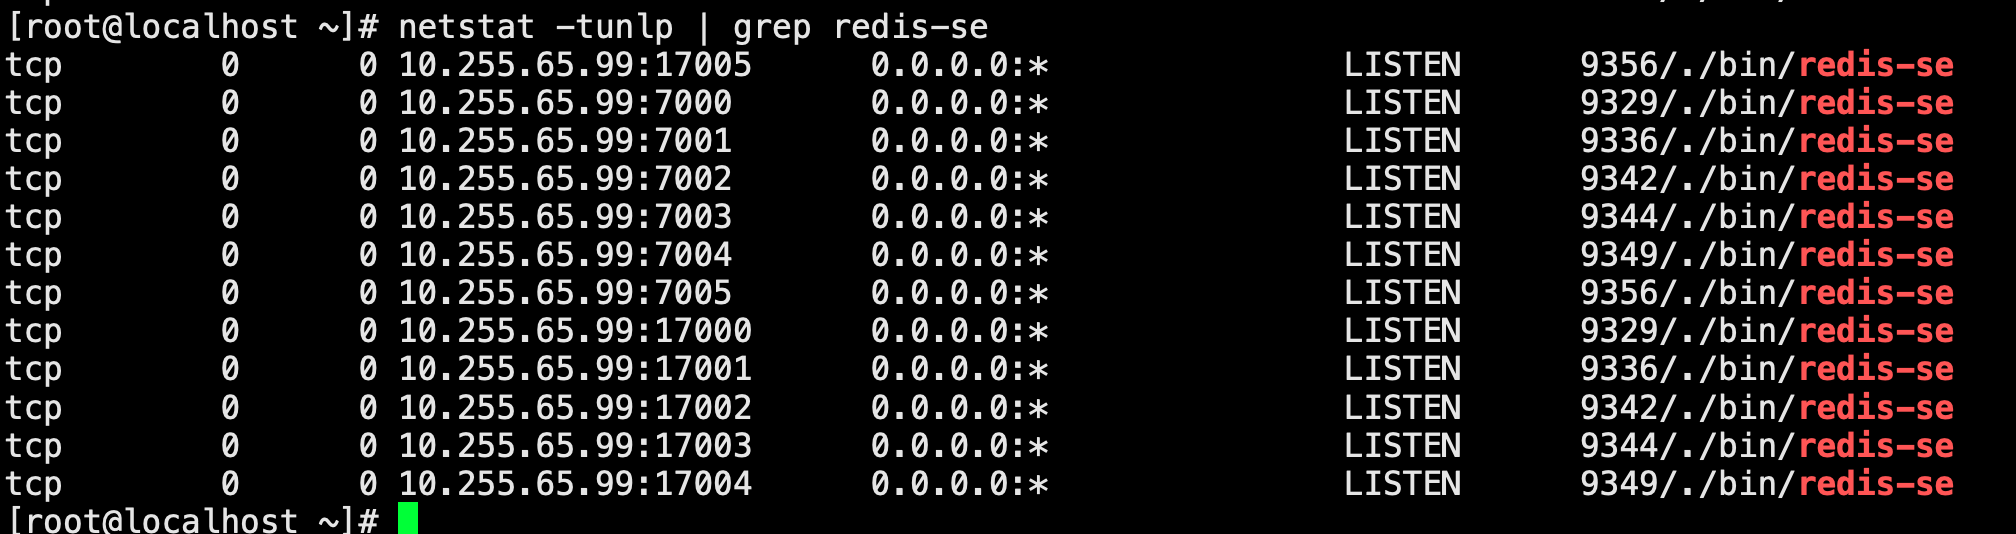 [root@localhost ~]# netstat -tunlp | grep redis-se
tcp        0      0 10.255.65.99:17005      0.0.0.0:*               LISTEN      9356/./bin/redis-se
tcp        0      0 10.255.65.99:7000       0.0.0.0:*               LISTEN      9329/./bin/redis-se
tcp        0      0 10.255.65.99:7001       0.0.0.0:*               LISTEN      9336/./bin/redis-se
tcp        0      0 10.255.65.99:7002       0.0.0.0:*               LISTEN      9342/./bin/redis-se
tcp        0      0 10.255.65.99:7003       0.0.0.0:*               LISTEN      9344/./bin/redis-se
tcp        0      0 10.255.65.99:7004       0.0.0.0:*               LISTEN      9349/./bin/redis-se
tcp        0      0 10.255.65.99:7005       0.0.0.0:*               LISTEN      9356/./bin/redis-se
tcp        0      0 10.255.65.99:17000      0.0.0.0:*               LISTEN      9329/./bin/redis-se
tcp        0      0 10.255.65.99:17001      0.0.0.0:*               LISTEN      9336/./bin/redis-se
tcp        0      0 10.255.65.99:17002      0.0.0.0:*               LISTEN      9342/./bin/redis-se
tcp        0      0 10.255.65.99:17003      0.0.0.0:*               LISTEN      9344/./bin/redis-se
tcp        0      0 10.255.65.99:17004      0.0.0.0:*               LISTEN      9349/./bin/redis-se
[root@localhost ~]#